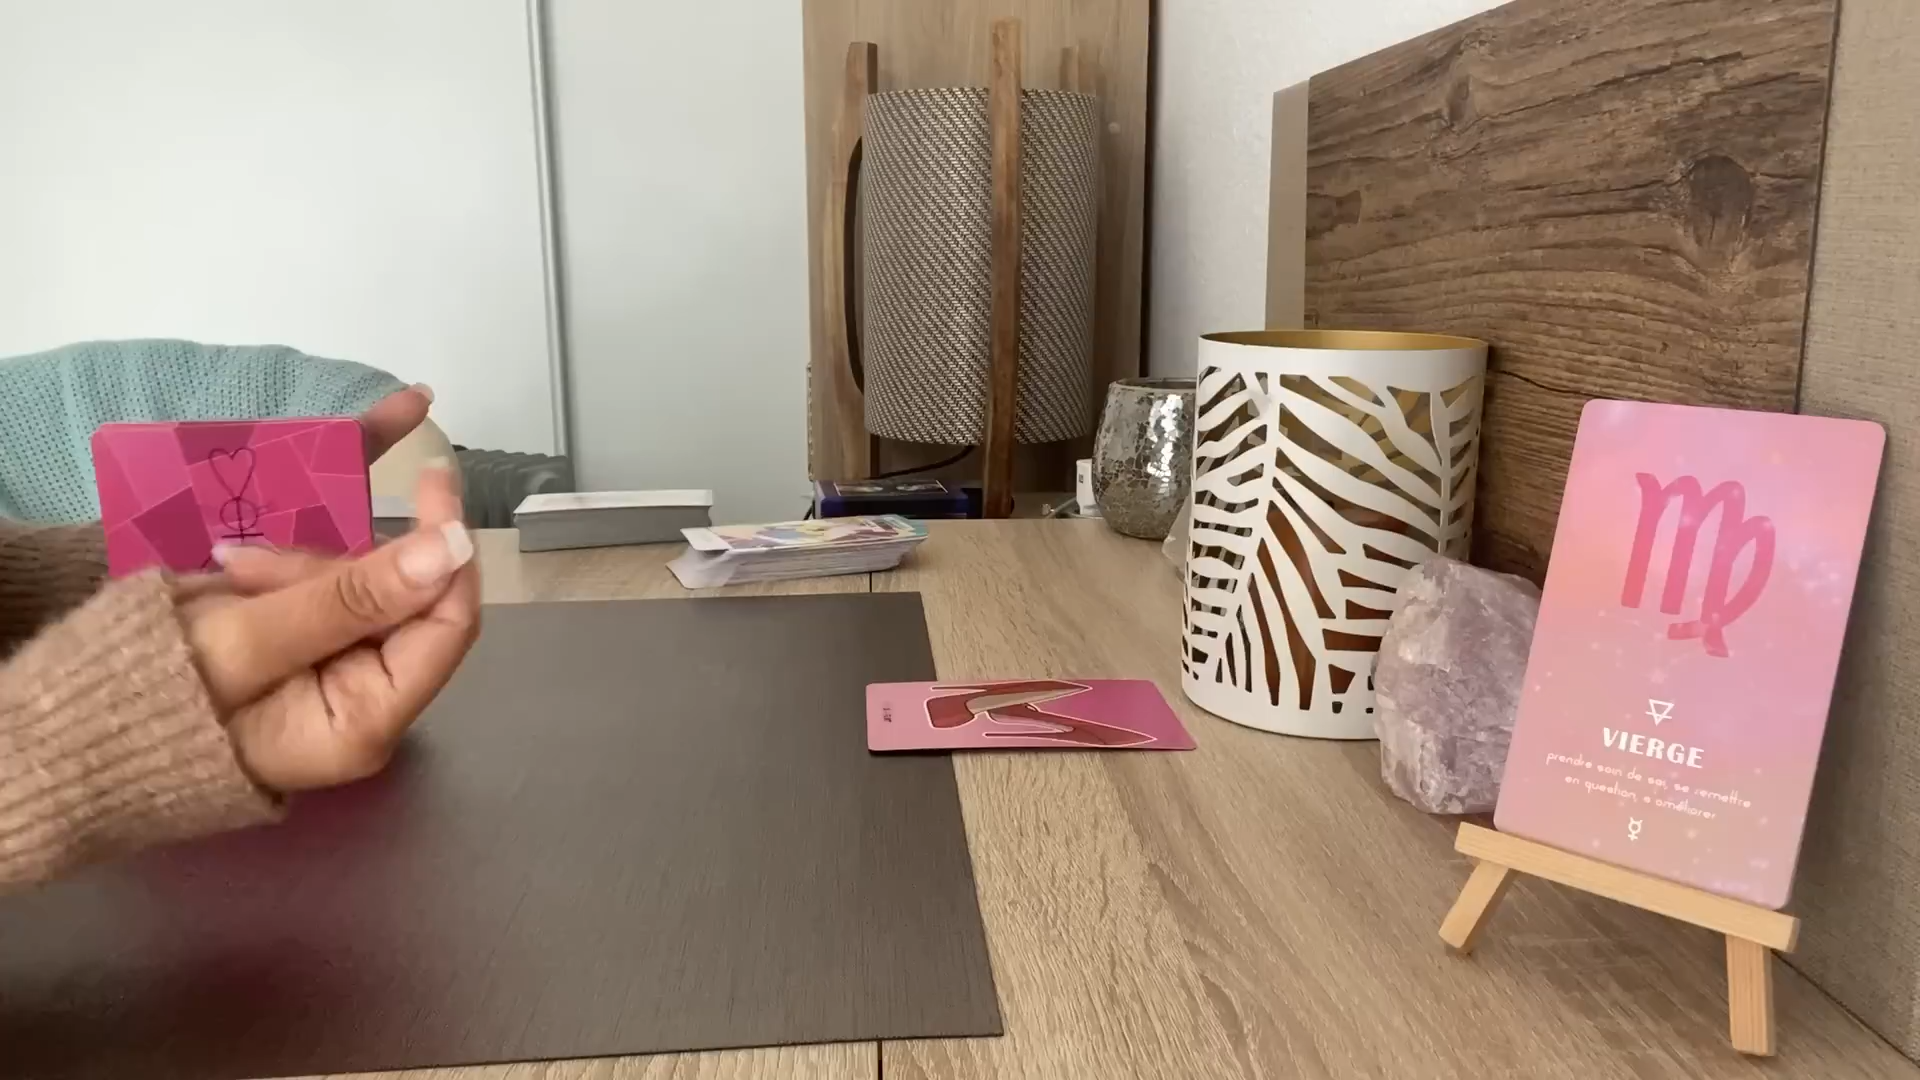 VIERGE
prendre soin de soi, se remettre
en question, s'améliorer